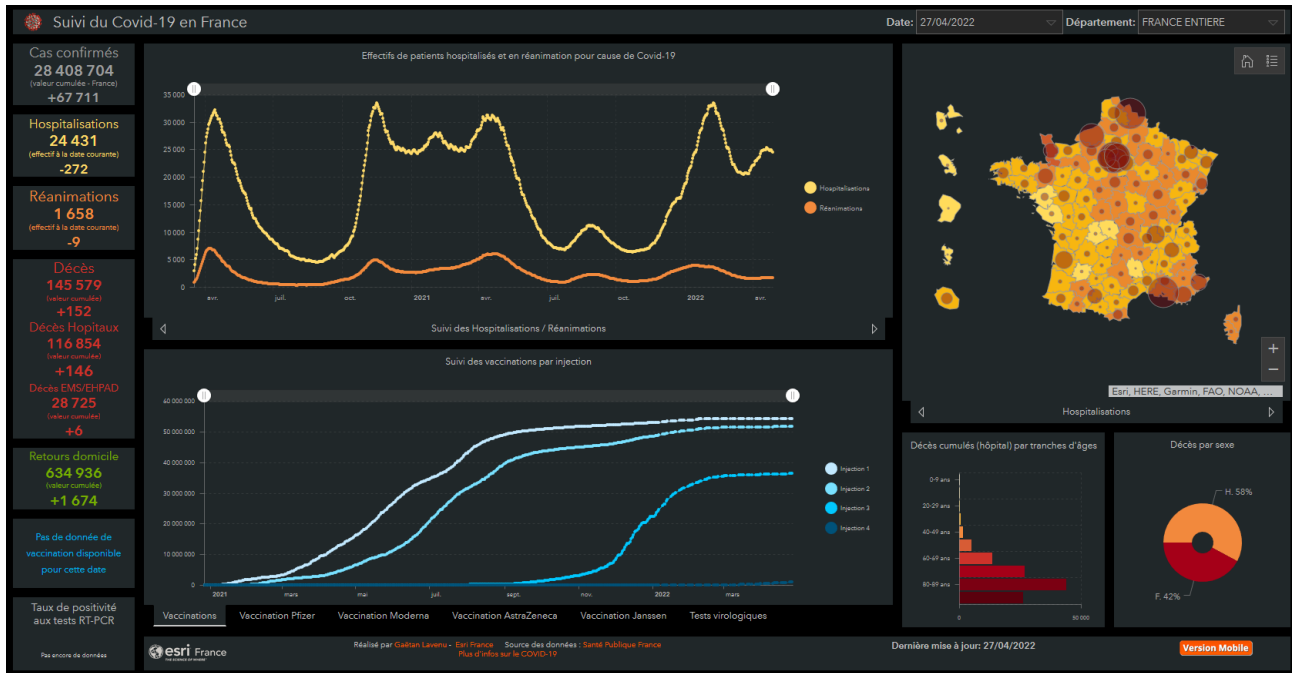 Suivi du Covid-19 en France
Date: 27/04/2022
Département: FRANCE ENTIERE
Cas confirmés
28 408 704
(valeur cumulée - France)
+67 711
Hospitalisations
24 431
(effectif à la date courante)
-272
Réanimations
1 658
(effectif à la date courante)
-9
Décès
145 579
(valeur cumulée)
+152
Décès Hopitaux
116 854
(valeur cumulée)
+146
Décès EMS/EHPAD
28 725
(valeur cumulée)
+6
Retours domicile
634 936
(valeur cumulée)
+1 674
Pas de donnée de
vaccination disponible
pour cette date
Taux de positivité
aux tests RT-PCR
Pas encore de données
Effectifs de patients hospitalisés et en réanimation pour cause de Covid-19
35 000
30 000
25 000
20 000
15 000
10 000
5 000
0
avr.
juil.
oct.
2021
avr.
juil.
oct.
2022
avr.
Hospitalisations
Réanimations
Suivi des Hospitalisations / Réanimations
Suivi des vaccinations par injection
60 000 000
50 000 000
40 000 000
30 000 000
20 000 000
10 000 000
0
2021
mars
mai
juil.
sept.
nov.
2022
mars
Injection 1
Injection 2
Injection 3
Injection 4
Vaccinations
Vaccination Pfizer
Vaccination Moderna
Vaccination AstraZeneca
Vaccination Janssen
Tests virologiques
+
−
Esri, HERE, Garmin, FAO, NOAA, ...
Hospitalisations
Décès cumulés (hôpital) par tranches d'âges
0-9 ans
20-29 ans
40-49 ans
60-69 ans
80-89 ans
0
50 000
Décès par sexe
H. 58%
F. 42%
esri France
THE SCIENCE OF WHERE
Réalisé par Gaëtan Lavenu - Esri France Source des données : Santé Publique France
Plus d'infos sur le COVID-19
Dernière mise à jour: 27/04/2022
Version Mobile